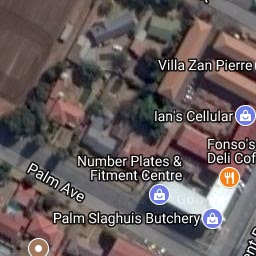 Villa Zan Pierre
Ian's Cellular
Fonso's
Deli Cof
Number Plates &
Fitment Centre
Palm Ave
Palm Slaghuis Butchery